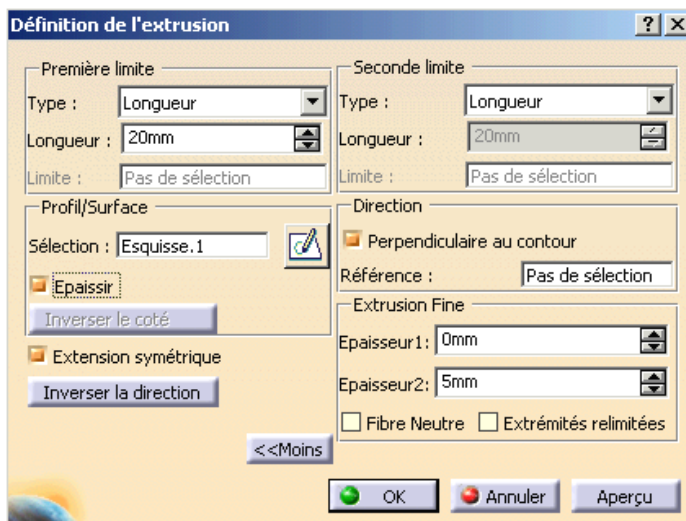 Définition de l'extrusion
Première limite
Type :
Longueur
Longueur :
20mm
Limite :
Pas de sélection
Profil/Surface
Sélection :
Esquisse.1
Epaissir
Inverser le coté
Extension symétrique
Inverser la direction
<<Moins
Seconde limite
Type :
Longueur
Longueur :
20mm
Limite :
Pas de sélection
Direction
Perpendiculaire au contour
Référence :
Pas de sélection
Extrusion Fine
Epaisseur1:
0mm
Epaisseur2:
5mm
Fibre Neutre
Extrémités relimitées
OK
Annuler
Aperçu